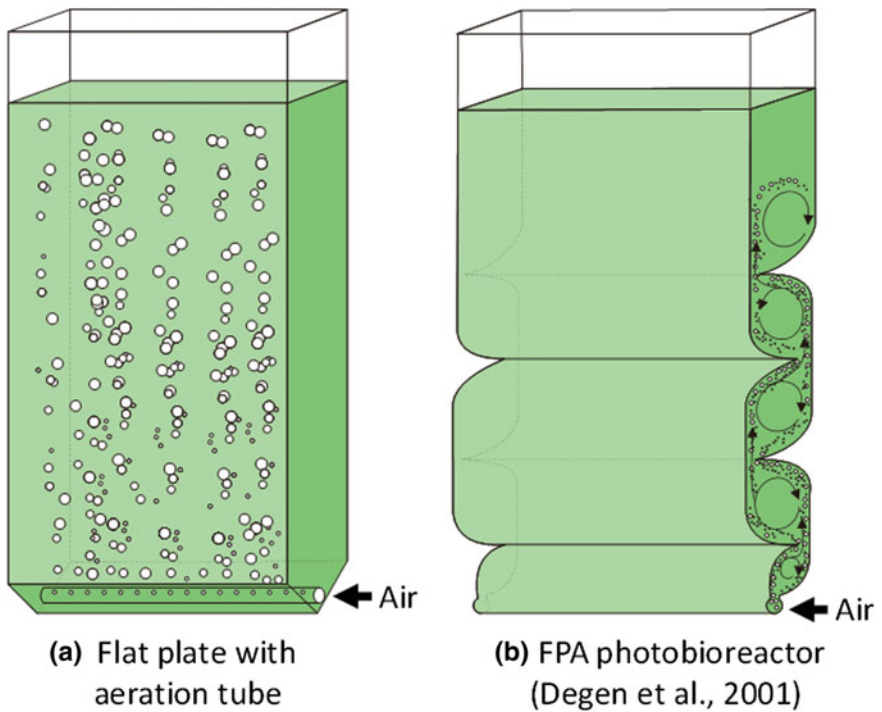 Air
Air
(a) Flat plate with
aeration tube
(b) FPA photobioreactor
(Degen et al., 2001)